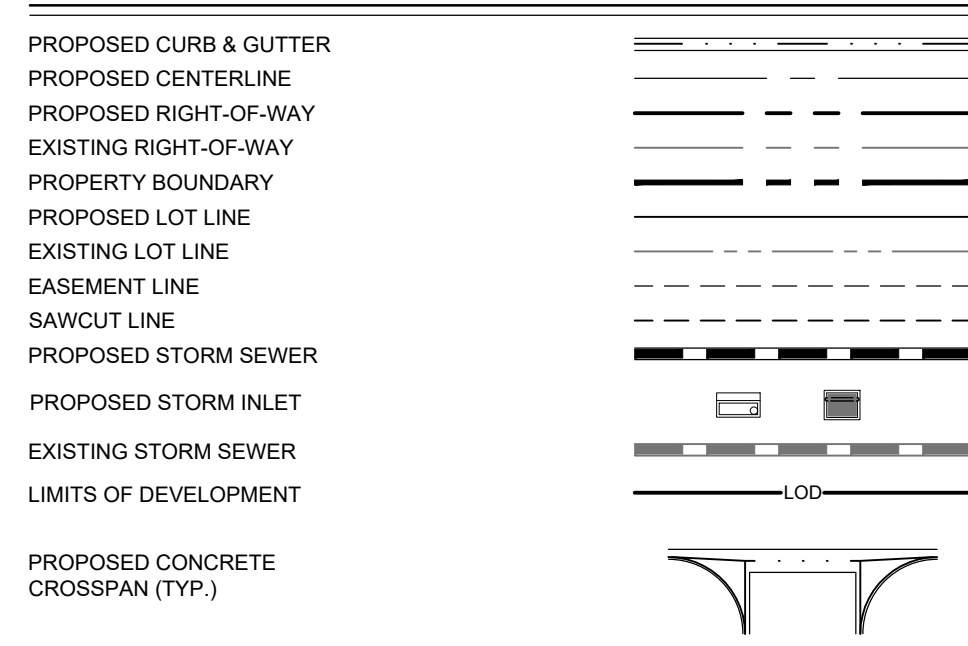 PROPOSED CURB & GUTTER
PROPOSED CENTERLINE
PROPOSED RIGHT-OF-WAY
EXISTING RIGHT-OF-WAY
PROPERTY BOUNDARY
PROPOSED LOT LINE
EXISTING LOT LINE
EASEMENT LINE
SAWCUT LINE
PROPOSED STORM SEWER
PROPOSED STORM INLET
EXISTING STORM SEWER
LIMITS OF DEVELOPMENT LOD
PROPOSED CONCRETE
CROSSPAN (TYP.)